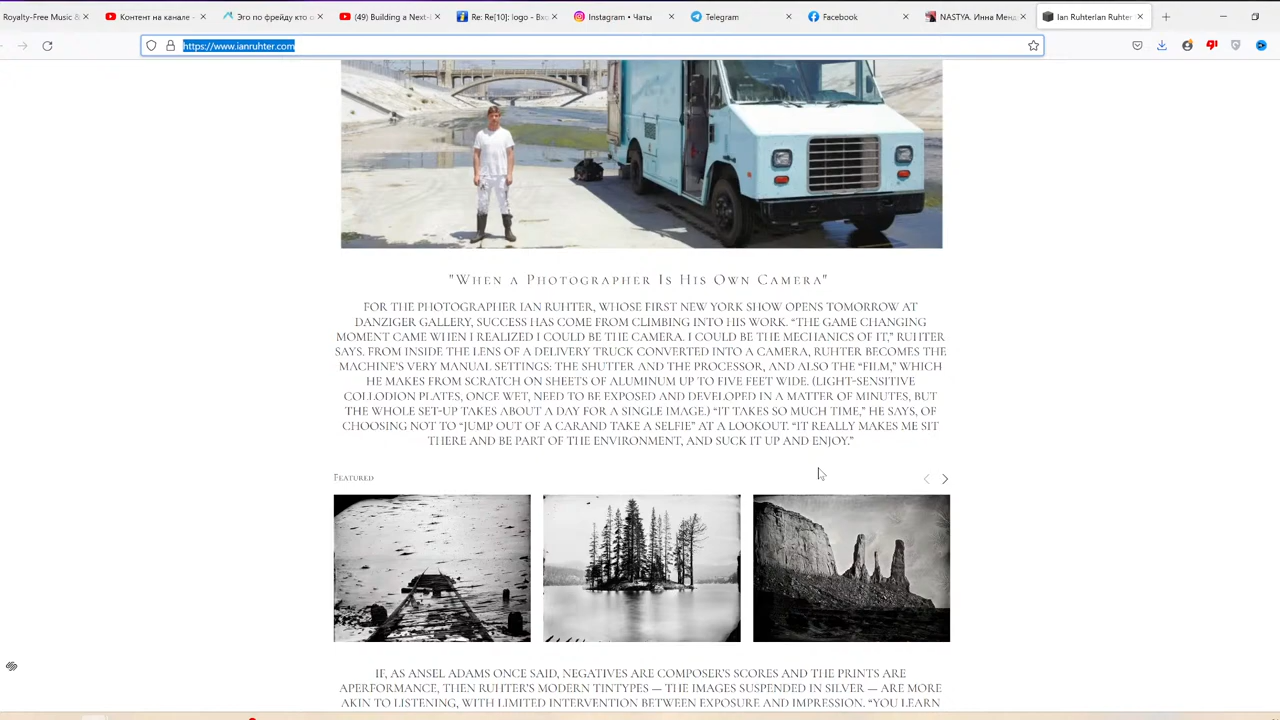 Royalty-Free Music &
Контент на канале -
Эго по фрейду кто о
(49) Building a Next-l
Re: Re[10]: logo - Вхо
Instagram • Чаты
Telegram
Facebook
NASTYA. Инна Менд
Ian RuhterIan Ruhter
https://www.ianruhter.com
"When a Photographer Is His Own Camera"
FOR THE PHOTOGRAPHER IAN RUHTER, WHOSE FIRST NEW YORK SHOW OPENS TOMORROW AT
DANZIGER GALLERY, SUCCESS HAS COME FROM CLIMBING INTO HIS WORK. “THE GAME CHANGING
MOMENT CAME WHEN I REALIZED I COULD BE THE CAMERA. I COULD BE THE MECHANICS OF IT,” RUHTER
SAYS. FROM INSIDE THE LENS OF A DELIVERY TRUCK CONVERTED INTO A CAMERA, RUHTER BECOMES THE
MACHINE'S VERY MANUAL SETTINGS: THE SHUTTER AND THE PROCESSOR, AND ALSO THE “FILM,” WHICH
HE MAKES FROM SCRATCH ON SHEETS OF ALUMINUM UP TO FIVE FEET WIDE. (LIGHT-SENSITIVE
COLLODION PLATES, ONCE WET, NEED TO BE EXPOSED AND DEVELOPED IN A MATTER OF MINUTES, BUT
THE WHOLE SET-UP TAKES ABOUT A DAY FOR A SINGLE IMAGE.) “IT TAKES SO MUCH TIME,” HE SAYS, OF
CHOOSING NOT TO “JUMP OUT OF A CARAND TAKE A SELFIE” AT A LOOKOUT. “IT REALLY MAKES ME SIT
THERE AND BE PART OF THE ENVIRONMENT, AND SUCK IT UP AND ENJOY.”
Featured
IF, AS ANSEL ADAMS ONCE SAID, NEGATIVES ARE COMPOSER'S SCORES AND THE PRINTS ARE
APERFORMANCE, THEN RUHTER'S MODERN TINTYPES — THE IMAGES SUSPENDED IN SILVER — ARE MORE
AKIN TO LISTENING, WITH LIMITED INTERVENTION BETWEEN EXPOSURE AND IMPRESSION. “YOU LEARN